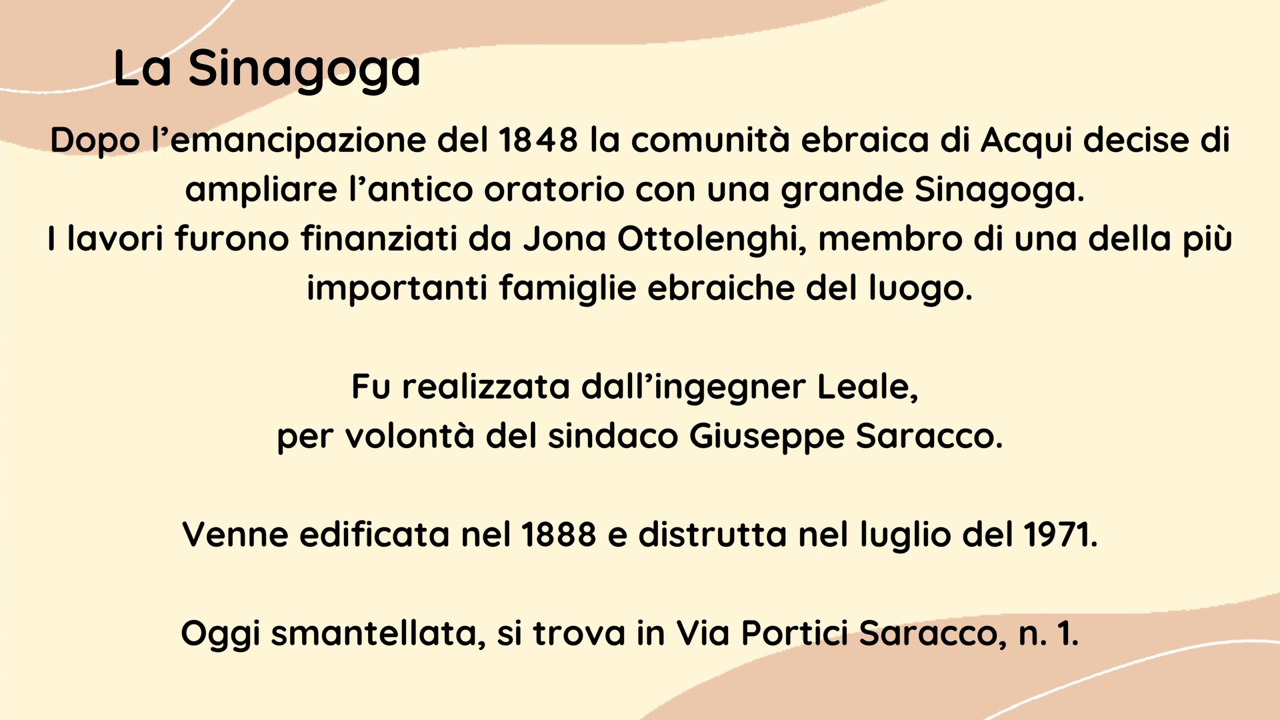 La Sinagoga
Dopo l’emancipazione del 1848 la comunità ebraica di Acqui decise di
ampliare l’antico oratorio con una grande Sinagoga.
I lavori furono finanziati da Jona Ottolenghi, membro di una della più
importanti famiglie ebraiche del luogo.
Fu realizzata dall’ingegner Leale,
per volontà del sindaco Giuseppe Saracco.
Venne edificata nel 1888 e distrutta nel luglio del 1971.
Oggi smantellata, si trova in Via Portici Saracco, n. 1.